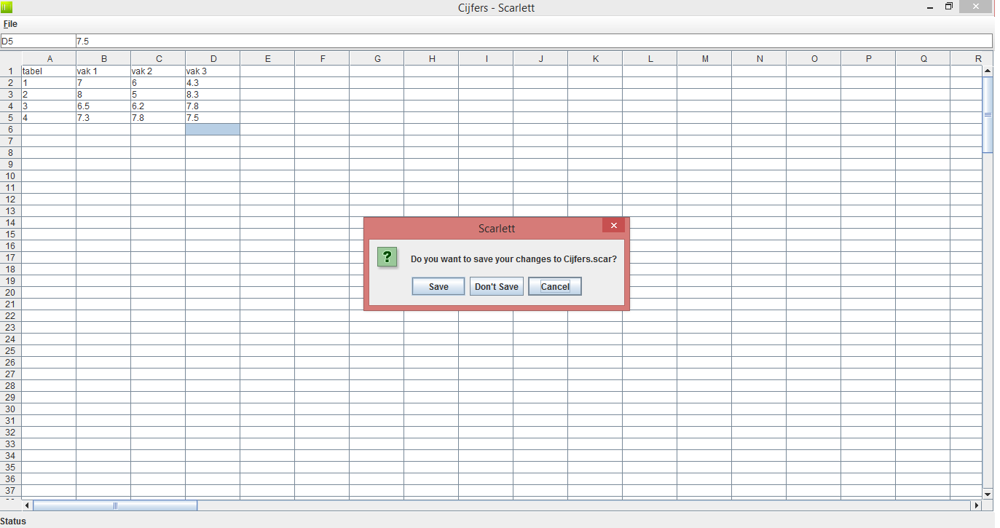 Cijfers - Scarlett
File
D5 7.5
A B C D E F G H I J K L M N O P Q R
1 tabel vak 1 vak 2 vak 3
2 1 7 6 4.3
3 2 8 5 8.3
4 3 6.5 6.2 7.8
5 4 7.3 7.8 7.5
6
7
8
9
10
11
12
13
14
15
16
17
18
19
20
21
22
23
24
25
26
27
28
29
30
31
32
33
34
35
36
37
Scarlett
? Do you want to save your changes to Cijfers.scar?
Save Don't Save Cancel
Status